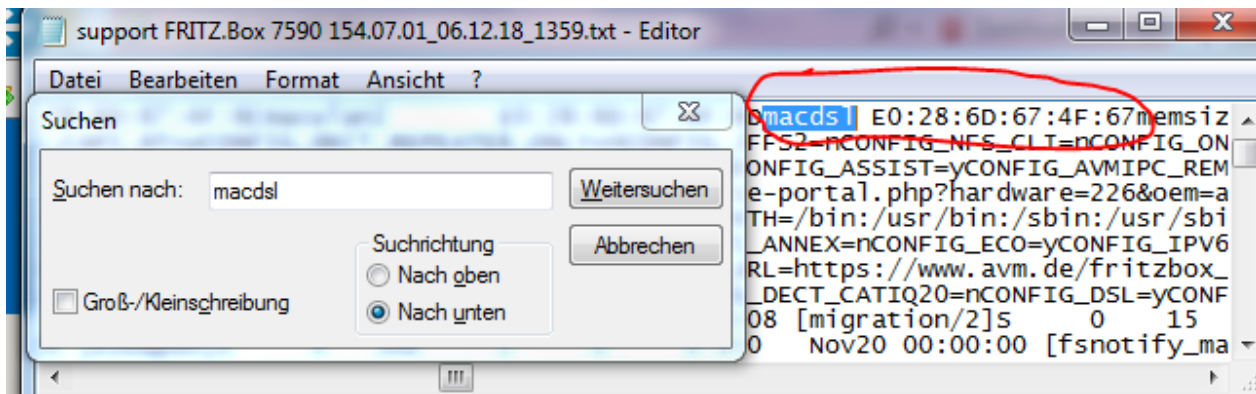 support FRITZ.Box 7590 154.07.01_06.12.18_1359.txt - Editor
Datei Bearbeiten Format Ansicht ?
Suchen
Suchen nach: macdsl
Weitersuchen
Abbrechen
Suchrichtung
Nach oben
Nach unten
Groß-/Kleinschreibung
macdsl E0:28:6D:67:4F:67memsiz
FFS2=nCONFIG_NFS_CLI=nCONFIG_ON
ONFIG_ASSIST=yCONFIG_AVMIPC_REM
e-portal.php?hardware=226&oem=a
TH=/bin:/usr/bin:/sbin:/usr/sbi
_ANNEX=nCONFIG_ECO=yCONFIG_IPV6
RL=https://www.avm.de/fritzbox_
_DECT_CATIQ20=nCONFIG_DSL=yCONF
08 [migration/2]S 0 15
0 Nov20 00:00:00 [fsnotify_ma